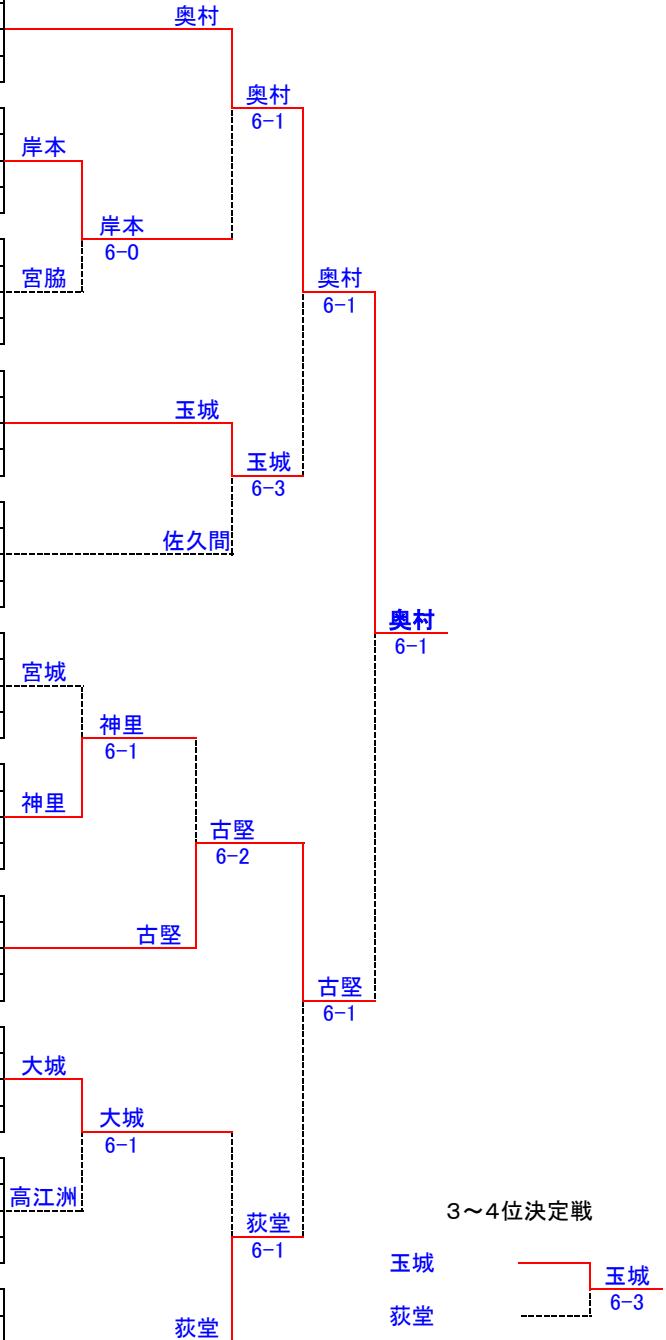 奥村
奥村
6-1
岸本
岸本
6-0
宮脇
奥村
6-1
玉城
玉城
6-3
佐久間
奥村
6-1
宮城
神里
6-1
神里
古堅
6-2
古堅
古堅
6-1
大城
大城
6-1
高江洲
3～4位決定戦
荻堂
6-1
玉城
玉城
6-3
荻堂
荻堂